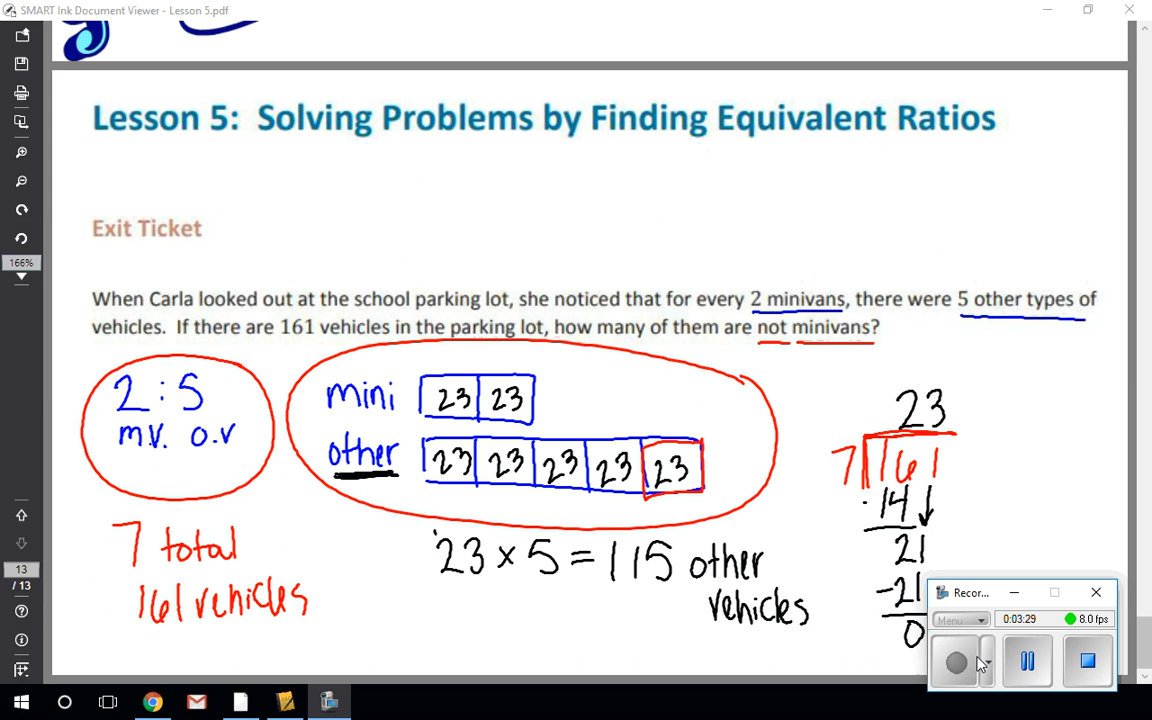 SMART Ink Document Viewer - Lesson 5.pdf
Lesson 5: Solving Problems by Finding Equivalent Ratios
Exit Ticket
When Carla looked out at the school parking lot, she noticed that for every 2 minivans, there were 5 other types of
vehicles. If there are 161 vehicles in the parking lot, how many of them are not minivans?
2 : 5
m.v. o.v
7 total
161 vehicles
mini 23 23
other 23 23 23 23 23
23 × 5 = 115 other
vehicles
23
7 161
- 14
21
-21
0
166%
13
/ 13
Recor...
Menu
0:03:29 8.0 fps